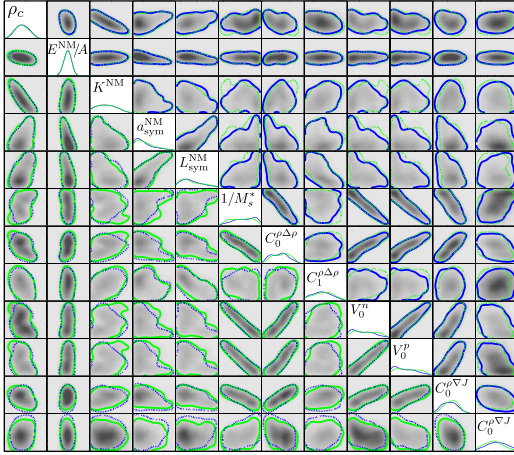 ρ_c
E^NM/A
K^NM
a_sym^NM
L_sym^NM
1/M_s^*
C_0^ρΔρ
C_1^ρΔρ
V_0^n
V_0^p
C_0^ρ∇J
C_0^ρ∇J